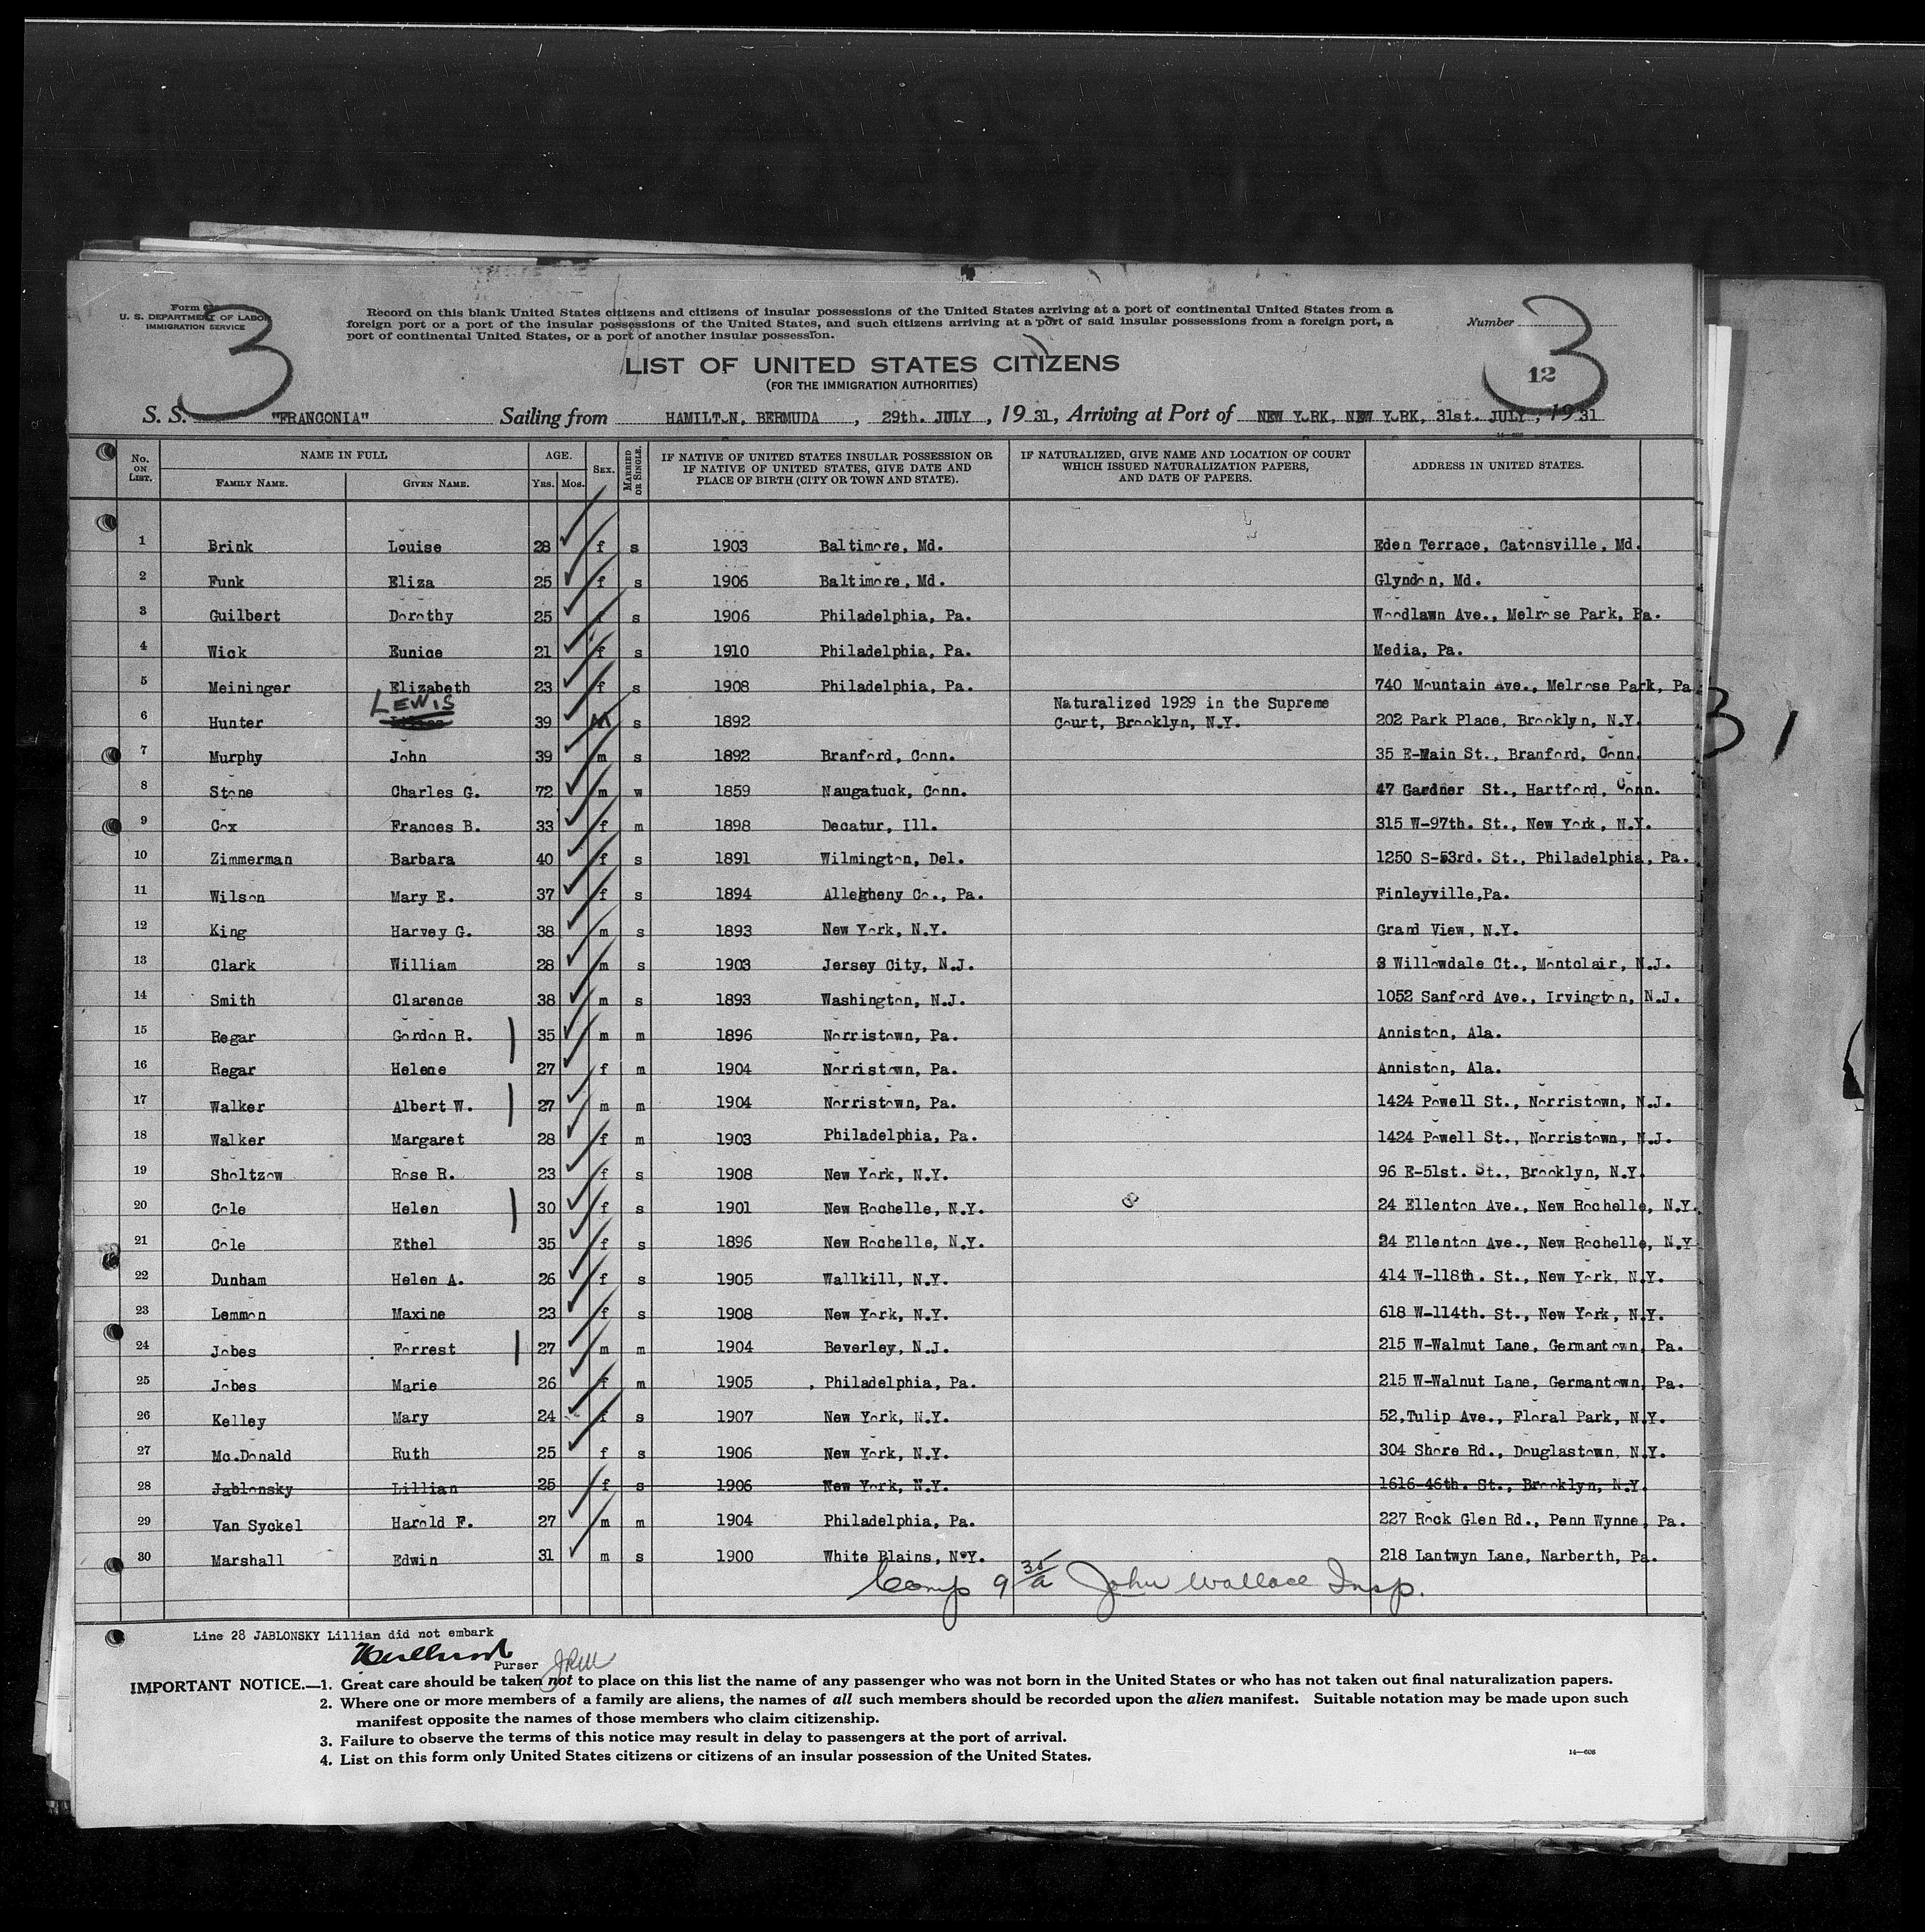 3
Form 630
U. S. DEPARTMENT OF LABOR
IMMIGRATION SERVICE
Record on this blank United States citizens and citizens of insular possessions of the United States arriving at a port of continental United States from a
foreign port or a port of the insular possessions of the United States, and such citizens arriving at a port of said insular possessions from a foreign port, a
port of continental United States, or a port of another insular possession.
Number
3
12
LIST OF UNITED STATES CITIZENS
(FOR THE IMMIGRATION AUTHORITIES)
S. S. "FRANCONIA" Sailing from HAMILTON, BERMUDA, 29th. JULY, 1931, Arriving at Port of NEW YORK, NEW YORK, 31st. JULY, 1931
14-608
No. ON LIST. NAME IN FULL FAMILY NAME. GIVEN NAME. AGE. Yrs. Mos. Sex. MARRIED OR SINGLE. IF NATIVE OF UNITED STATES INSULAR POSSESSION OR IF NATIVE OF UNITED STATES, GIVE DATE AND PLACE OF BIRTH (CITY OR TOWN AND STATE). IF NATURALIZED, GIVE NAME AND LOCATION OF COURT WHICH ISSUED NATURALIZATION PAPERS, AND DATE OF PAPERS. ADDRESS IN UNITED STATES.
1 Brink Louise 28 f s 1903 Baltimore, Md. Eden Terrace, Catonsville, Md.
2 Funk Eliza 25 f s 1906 Baltimore, Md. Glyndon, Md.
3 Guilbert Dorothy 25 f s 1906 Philadelphia, Pa. Woodlawn Ave., Melrose Park, Pa.
4 Wick Eunice 21 f s 1910 Philadelphia, Pa. Media, Pa.
5 Meininger Elizabeth 23 f s 1908 Philadelphia, Pa. 740 Mountain Ave., Melrose Park, Pa
6 Hunter LEWIS 39 M s 1892 Naturalized 1929 in the Supreme Court, Brooklyn, N.Y. 202 Park Place, Brooklyn, N.Y.
7 Murphy John 39 m s 1892 Branford, Conn. 35 E-Main St., Branford, Conn.
8 Stone Charles G. 72 m w 1859 Naugatuck, Conn. 47 Gardner St., Hartford, Conn.
9 Cox Frances B. 33 f m 1898 Decatur, Ill. 315 W-97th. St., New York, N.Y.
10 Zimmerman Barbara 40 f s 1891 Wilmington, Del. 1250 S-53rd. St., Philadelphia, Pa.
11 Wilson Mary E. 37 f s 1894 Allegheny Co., Pa. Finleyville,Pa.
12 King Harvey G. 38 m s 1893 New York, N.Y. Grand View, N.Y.
13 Clark William 28 m s 1903 Jersey City, N.J. 3 Willowdale Ct., Montclair, N.J.
14 Smith Clarence 38 m s 1893 Washington, N.J. 1052 Sanford Ave., Irvington, N.J.
15 Regar Gordon R. 35 m m 1896 Norristown, Pa. Anniston, Ala.
16 Regar Helene 27 f m 1904 Norristown, Pa. Anniston, Ala.
17 Walker Albert W. 27 m m 1904 Norristown, Pa. 1424 Powell St., Norristown, N.J.
18 Walker Margaret 28 f m 1903 Philadelphia, Pa. 1424 Powell St., Norristown, N.J.
19 Sholtzow Rose R. 23 f s 1908 New York, N.Y. 96 E-51st. St., Brooklyn, N.Y.
20 Cole Helen 30 f s 1901 New Rochelle, N.Y. 24 Ellenton Ave., New Rochelle, N.Y.
21 Cole Ethel 35 f s 1896 New Rochelle, N.Y. 24 Ellenton Ave., New Rochelle, N.Y
22 Dunham Helen A. 26 f s 1905 Wallkill, N.Y. 414 W-118th. St., New York, N.Y.
23 Lemmon Maxine 23 f s 1908 New York, N.Y. 618 W-114th. St., New York, N.Y.
24 Jobes Forrest 27 m m 1904 Beverley, N.J. 215 W-Walnut Lane, Germantown, Pa.
25 Jobes Marie 26 f m 1905 Philadelphia, Pa. 215 W-Walnut Lane, Germantown, Pa.
26 Kelley Mary 24 f s 1907 New York, N.Y. 52,Tulip Ave., Floral Park, N.Y.
27 Mc.Donald Ruth 25 f s 1906 New York, N.Y. 304 Shore Rd., Douglastown, N.Y.
28 Jablonsky Lillian 25 f s 1906 New York, N.Y. 1616-46th. St., Brooklyn, N.Y.
29 Van Syckel Harold F. 27 m m 1904 Philadelphia, Pa. 227 Rock Glen Rd., Penn Wynne, Pa.
30 Marshall Edwin 31 m s 1900 White Plains, N.Y. 218 Lantwyn Lane, Narberth, Pa.
Comp 9 35/a John Wallace Insp.
31
Line 28 JABLONSKY Lillian did not embark
Purser
IMPORTANT NOTICE.—1. Great care should be taken not to place on this list the name of any passenger who was not born in the United States or who has not taken out final naturalization papers.
2. Where one or more members of a family are aliens, the names of all such members should be recorded upon the alien manifest. Suitable notation may be made upon such
manifest opposite the names of those members who claim citizenship.
3. Failure to observe the terms of this notice may result in delay to passengers at the port of arrival.
4. List on this form only United States citizens or citizens of an insular possession of the United States.
14—608